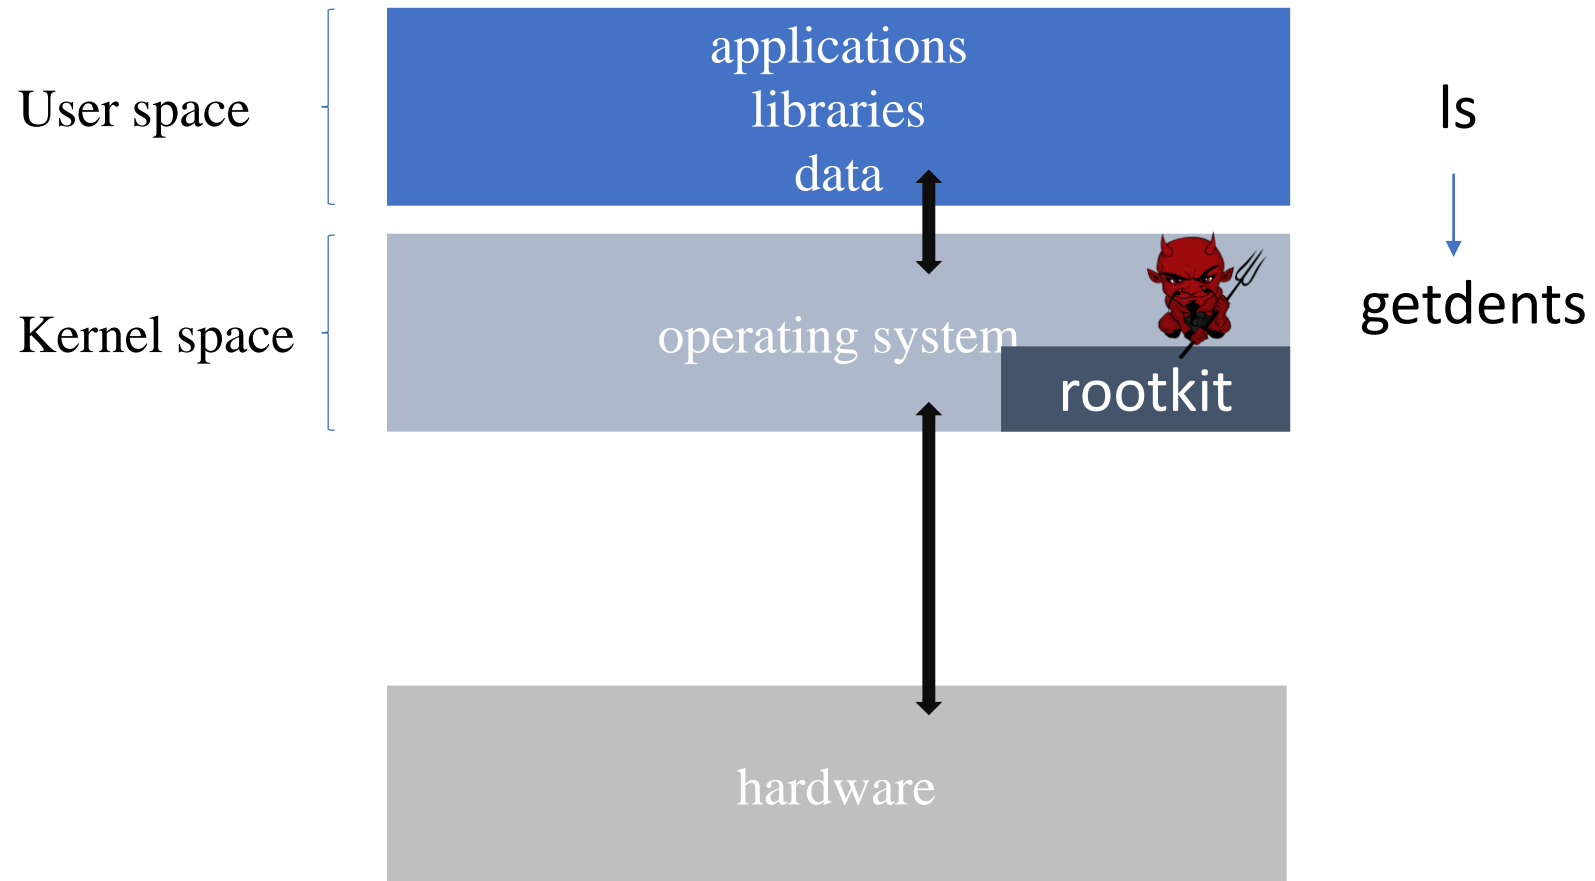 User space
applications
libraries
data
ls
Kernel space
operating system
rootkit
getdents
hardware